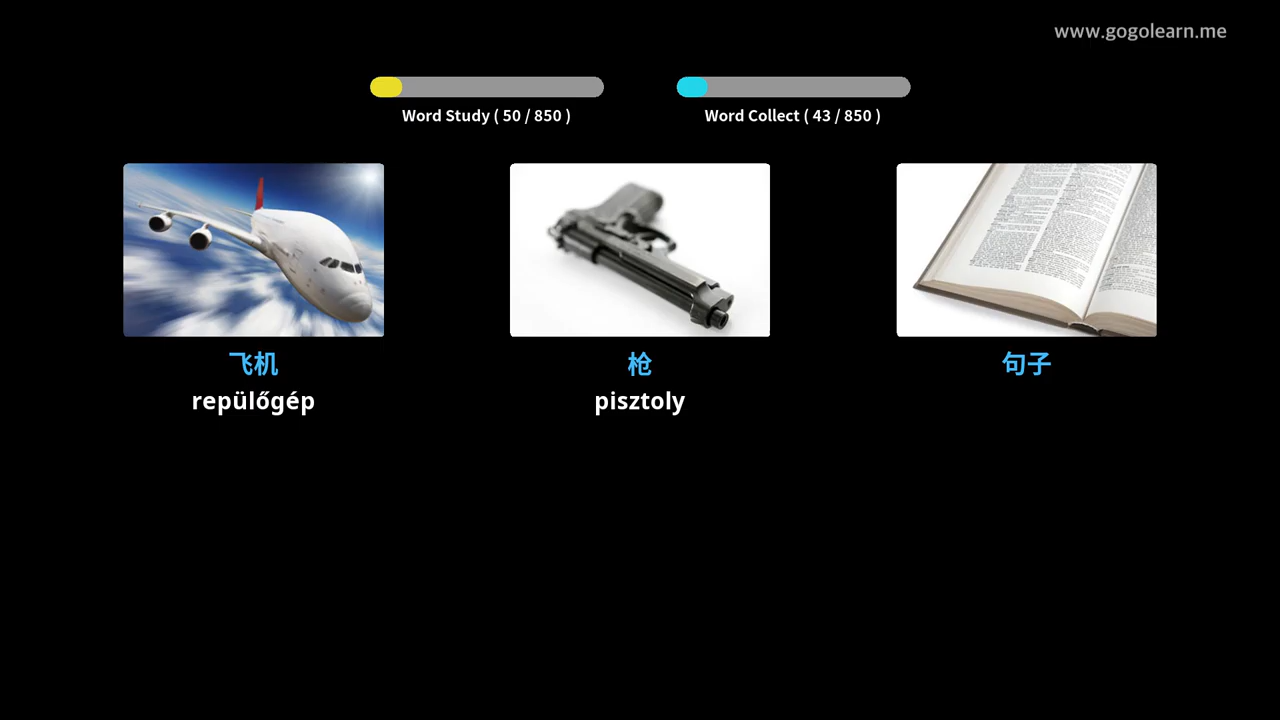 www.gogolearn.me
Word Study ( 50 / 850 )
Word Collect ( 43 / 850 )
飞机
repülőgép
枪
pisztoly
句子